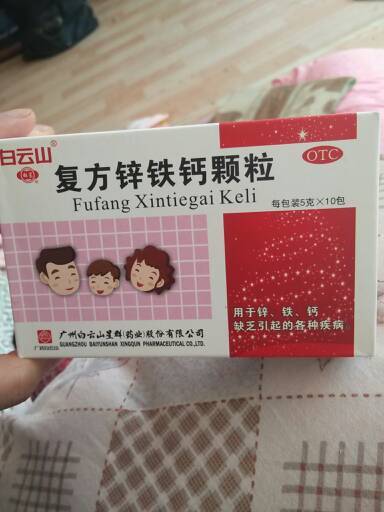 白云山®
复方锌铁钙颗粒
OTC
Fufang Xintiegai Keli
每包装5克×10包
用于锌、铁、钙
缺乏引起的各种疾病
广州白云山星群(药业)股份有限公司
GUANGZHOU BAIYUNSHAN XINGQUN PHARMACEUTICAL CO.,LTD.